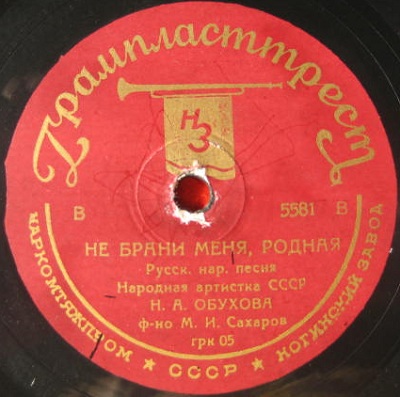 Грампласттрест
НЗ
В 5581 В
НЕ БРАНИ МЕНЯ, РОДНАЯ
Русск. нар. песня
Народная артистка СССР
Н. А. ОБУХОВА
ф-но М. И. Сахаров
грк 05
НАРКОМТЯЖПРОМ ★ СССР ★ НОГИНСКИЙ ЗАВОД